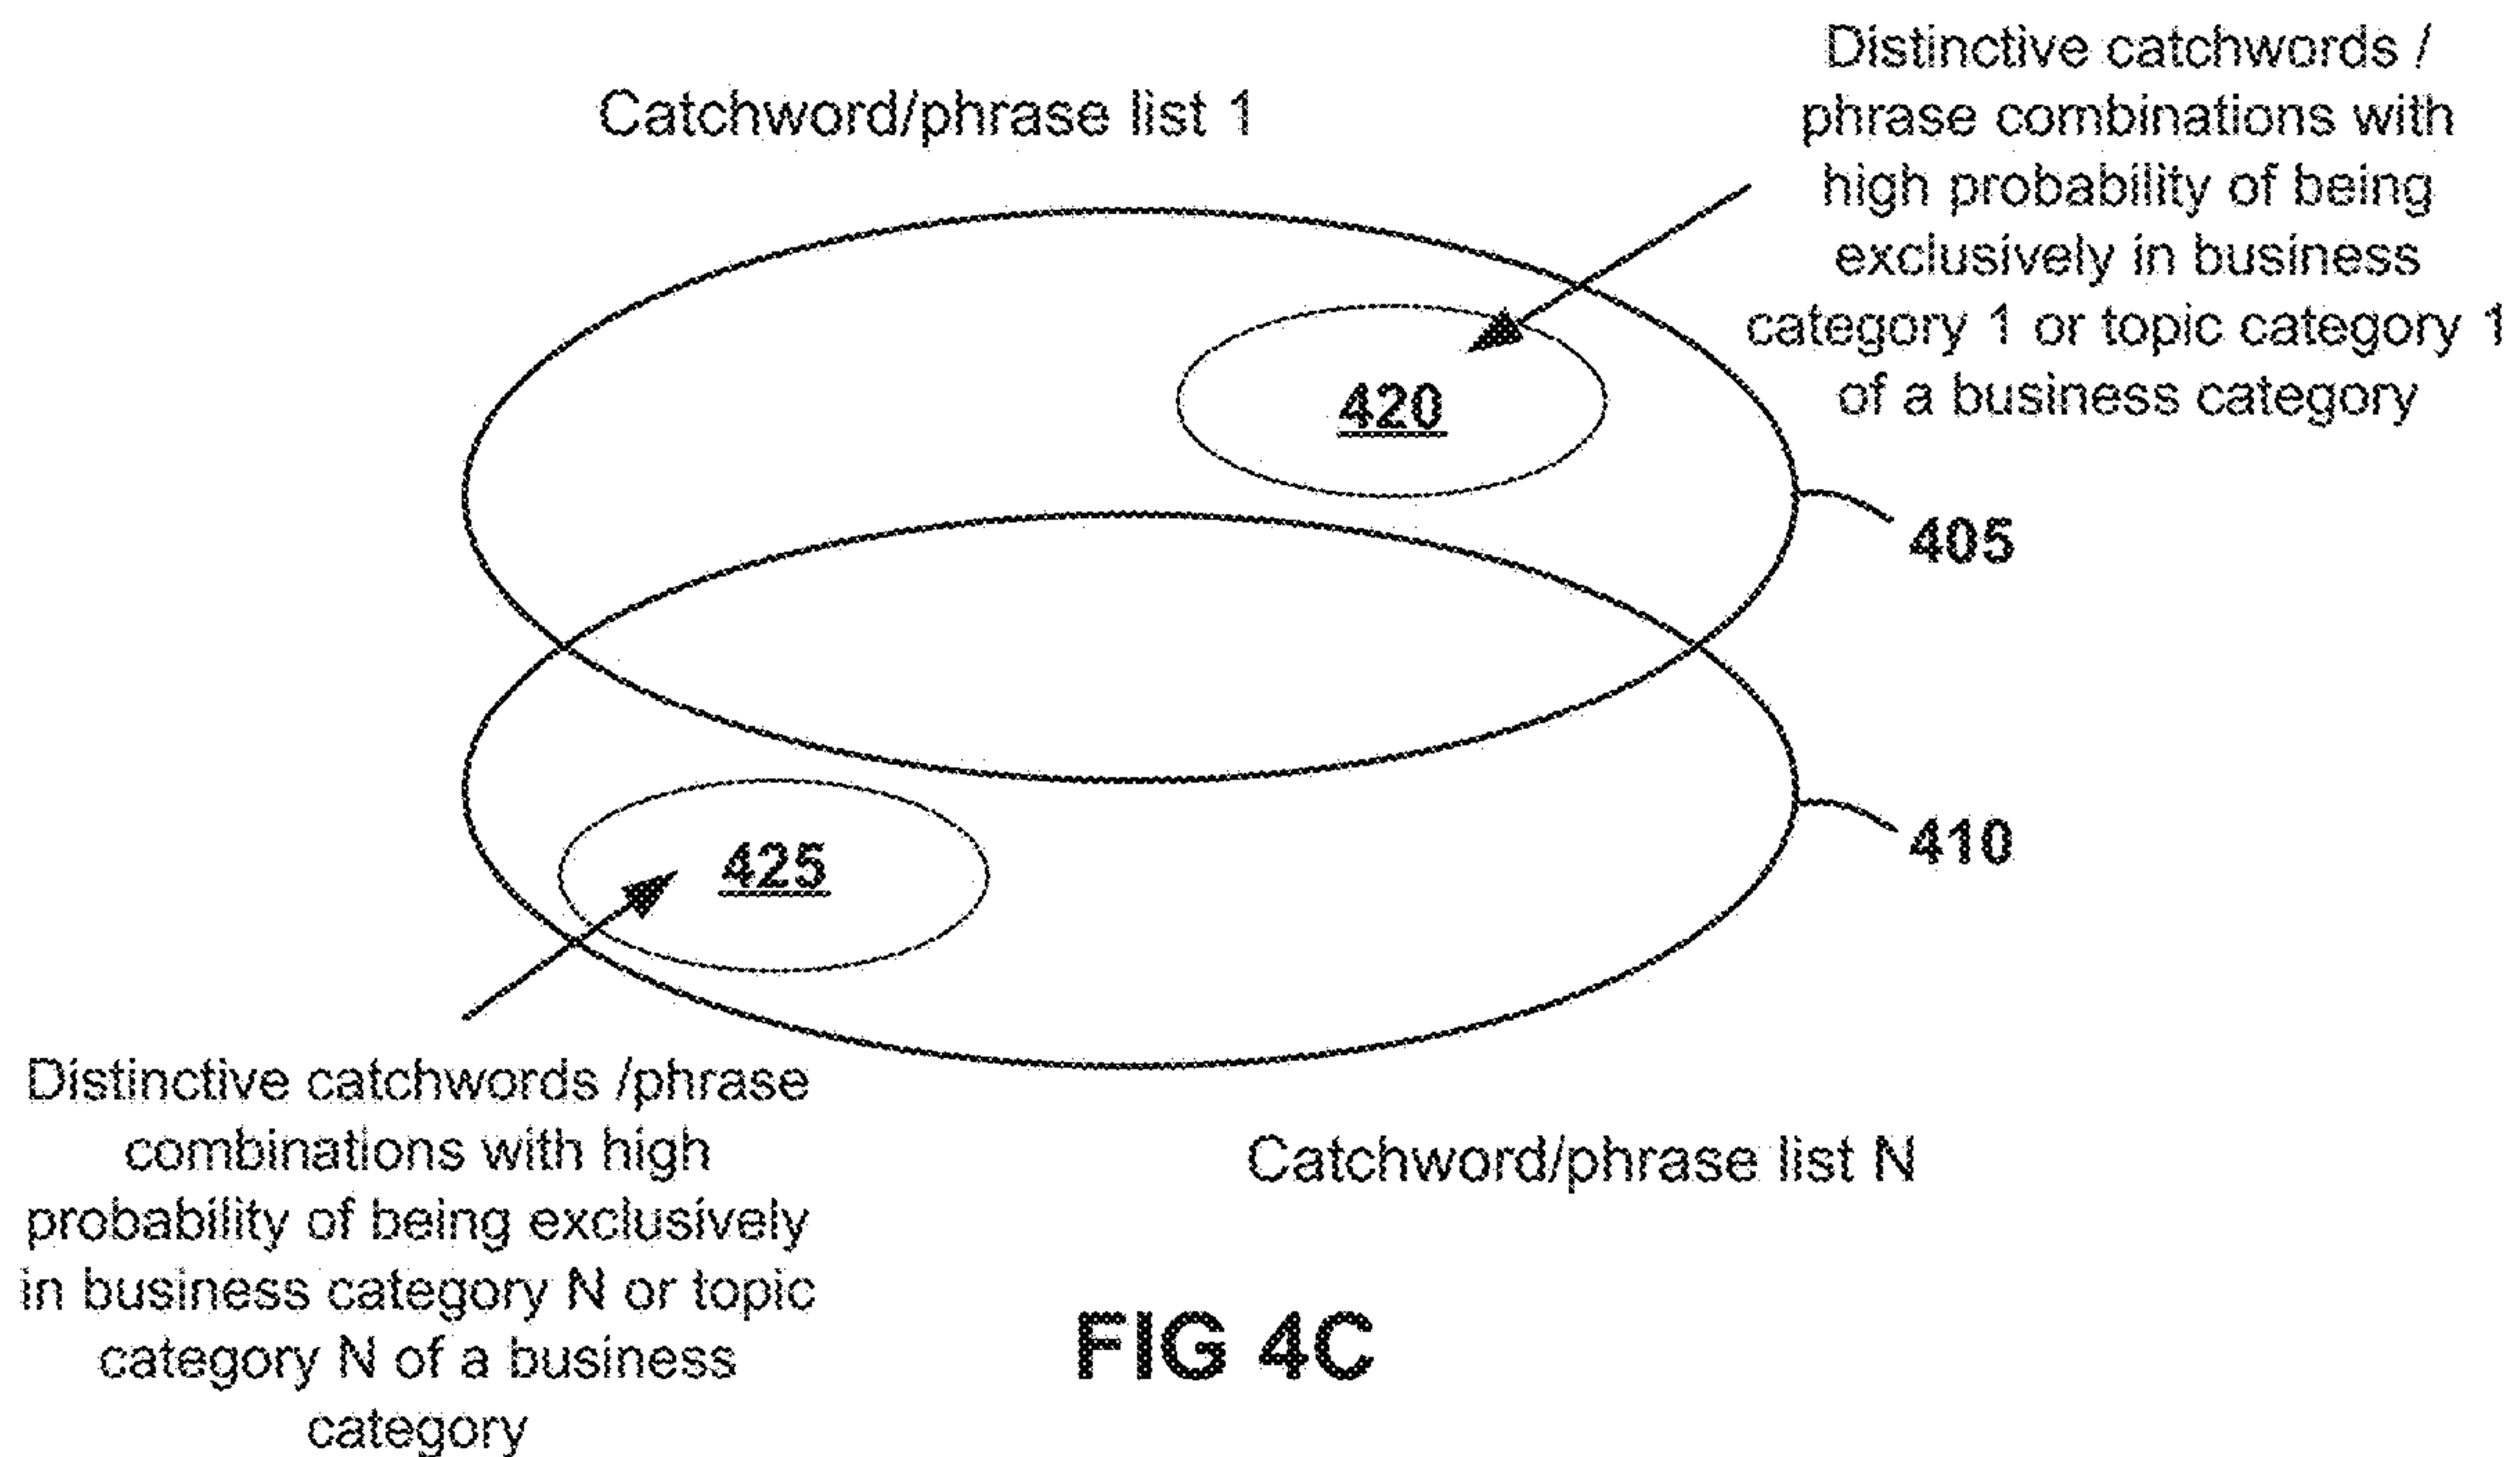 Distinctive catchwords /
phrase combinations with
high probability of being
exclusively in business
category 1 or topic category 1
of a business category
Catchword/phrase list 1
420
405
410
425
Distinctive catchwords /phrase
combinations with high
probability of being exclusively
in business category N or topic
category N of a business
category
Catchword/phrase list N
FIG 4C